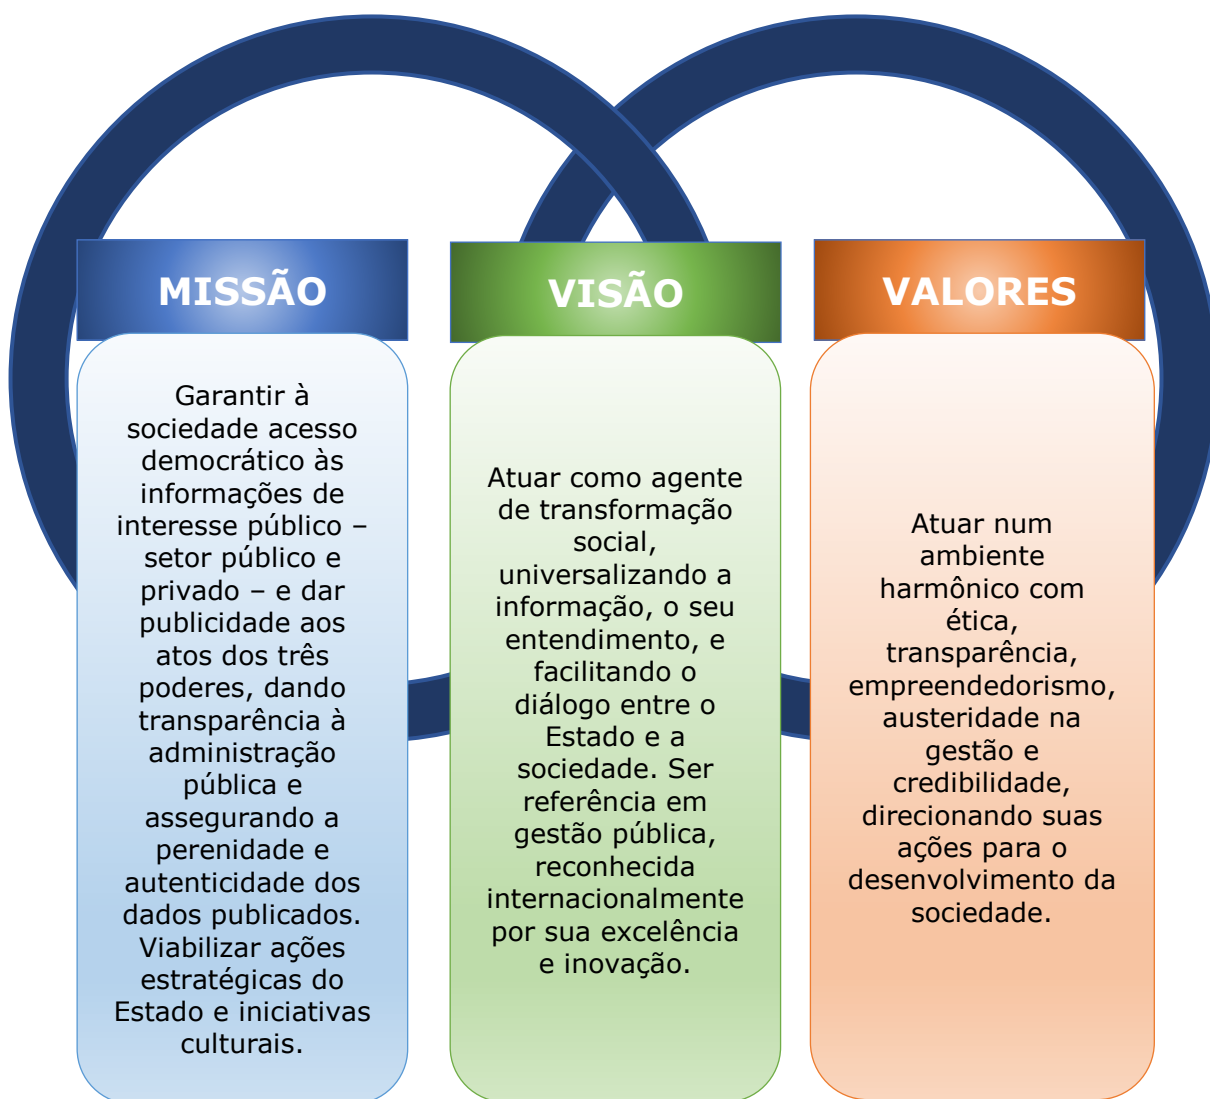 MISSÃO
Garantir à
sociedade acesso
democrático às
informações de
interesse público –
setor público e
privado – e dar
publicidade aos
atos dos três
poderes, dando
transparência à
administração
pública e
assegurando a
perenidade e
autenticidade dos
dados publicados.
Viabilizar ações
estratégicas do
Estado e iniciativas
culturais.
VISÃO
Atuar como agente
de transformação
social,
universalizando a
informação, o seu
entendimento, e
facilitando o
diálogo entre o
Estado e a
sociedade. Ser
referência em
gestão pública,
reconhecida
internacionalmente
por sua excelência
e inovação.
VALORES
Atuar num
ambiente
harmônico com
ética,
transparência,
empreendedorismo,
austeridade na
gestão e
credibilidade,
direcionando suas
ações para o
desenvolvimento da
sociedade.